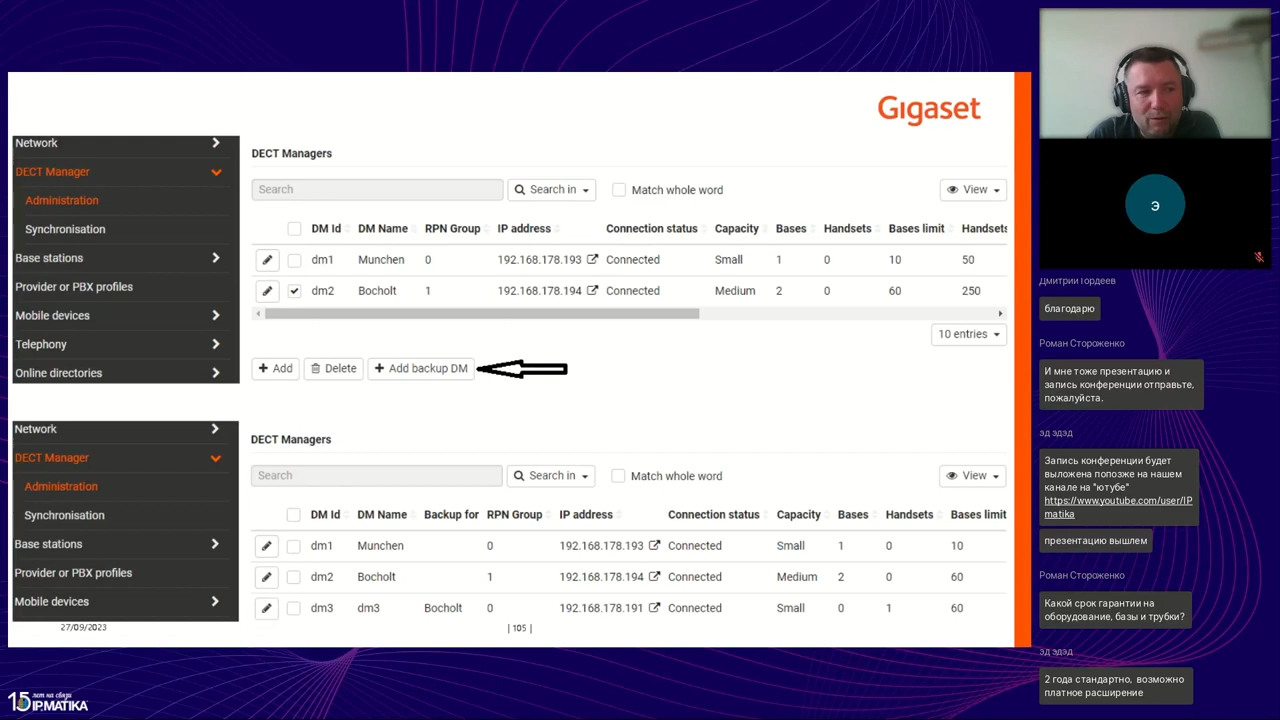 Gigaset
Network
DECT Manager
Administration
Synchronisation
Base stations
Provider or PBX profiles
Mobile devices
Telephony
Online directories
DECT Managers
Search
Search in
Match whole word
View
DM Id DM Name RPN Group IP address Connection status Capacity Bases Handsets Bases limit Handsets
dm1 Munchen 0 192.168.178.193 Connected Small 1 0 10 50
dm2 Bocholt 1 192.168.178.194 Connected Medium 2 0 60 250
10 entries
+ Add Delete + Add backup DM
Network
DECT Manager
Administration
Synchronisation
Base stations
Provider or PBX profiles
Mobile devices
DECT Managers
Search
Search in
Match whole word
View
DM Id DM Name Backup for RPN Group IP address Connection status Capacity Bases Handsets Bases limit
dm1 Munchen 0 192.168.178.193 Connected Small 1 0 10
dm2 Bocholt 1 192.168.178.194 Connected Medium 2 0 60
dm3 dm3 Bocholt 0 192.168.178.191 Connected Small 0 1 60
27/09/2023
| 105 |
15 лет на связи
IPMATIKA
э
Дмитрий Гордеев
благодарю
Роман Стороженко
И мне тоже презентацию и
запись конференции отправьте,
пожалуйста.
эд эдэд
Запись конференции будет
выложена попозже на нашем
канале на "ютубе"
https://www.youtube.com/user/IP
matika
презентацию вышлем
Роман Стороженко
Какой срок гарантии на
оборудование, базы и трубки?
эд эдэд
2 года стандартно, возможно
платное расширение